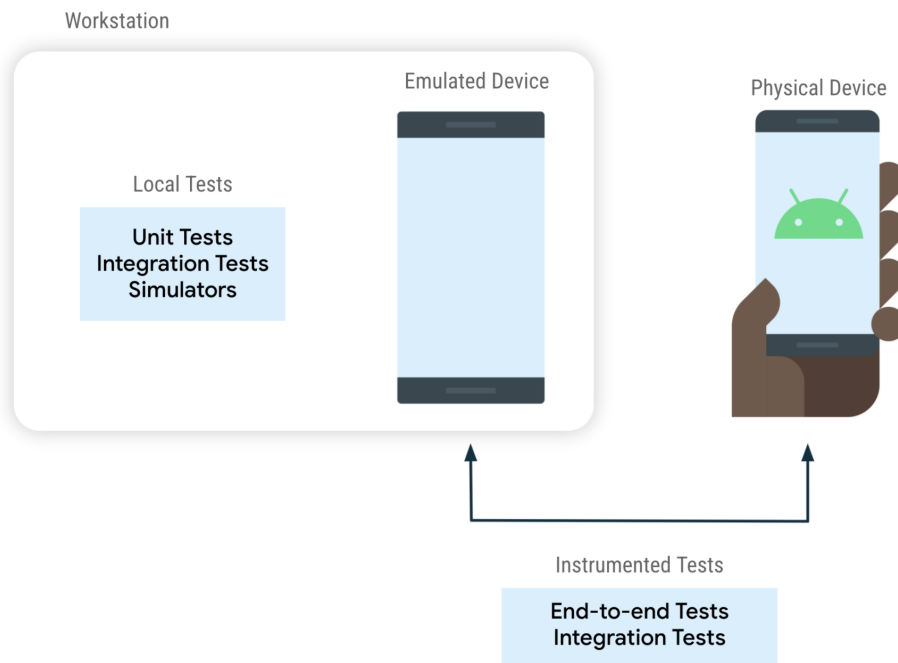 Workstation
Emulated Device
Physical Device
Local Tests
Unit Tests
Integration Tests
Simulators
Instrumented Tests
End-to-end Tests
Integration Tests